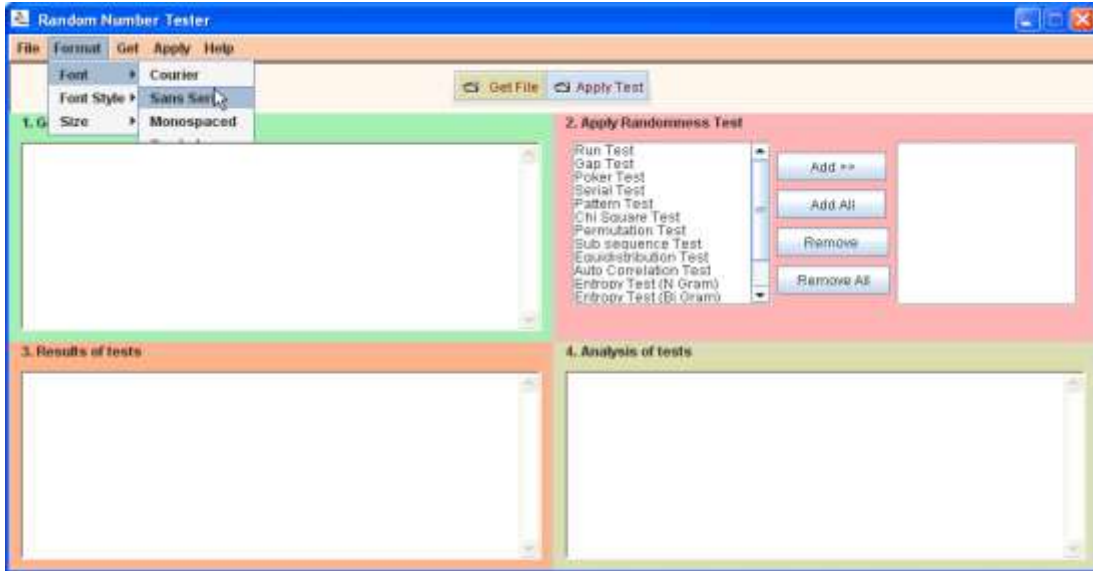 Random Number Tester
File Format Get Apply Help
Font Courier
Font Style Sans Seri
Size Monospaced
Get File Apply Test
1. G
2. Apply Randomness Test
Run Test
Gap Test
Poker Test
Serial Test
Pattern Test
Chi Square Test
Permutation Test
Sub sequence Test
Equidistribution Test
Auto Correlation Test
Entropy Test (N Gram)
Entropy Test (Bi Gram)
Add >>
Add All
Remove
Remove All
3. Results of tests
4. Analysis of tests